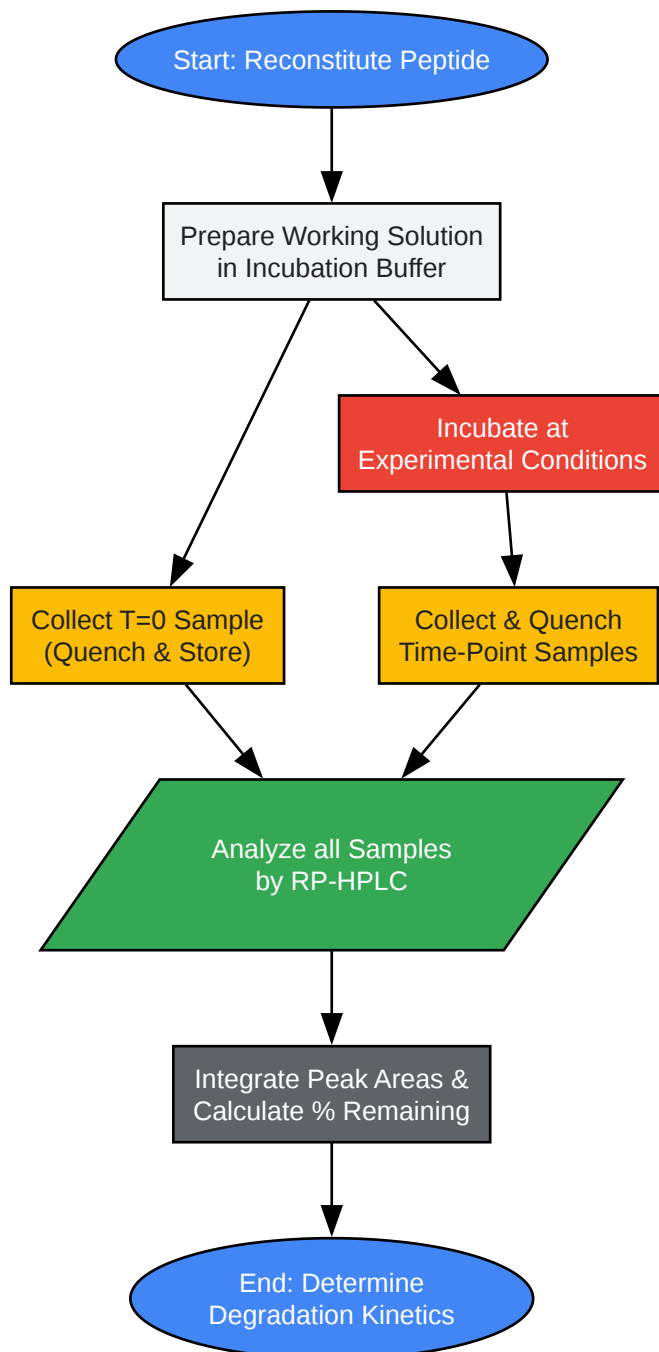 Start: Reconstitute Peptide
Prepare Working Solution
in Incubation Buffer
Incubate at
Experimental Conditions
Collect T=0 Sample
(Quench & Store)
Collect & Quench
Time-Point Samples
Analyze all Samples
by RP-HPLC
Integrate Peak Areas &
Calculate % Remaining
End: Determine
Degradation Kinetics